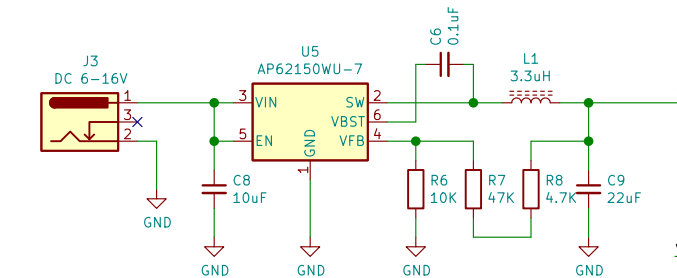 J3
DC 6-16V
1
3
2
GND
C8
10uF
GND
U5
AP62150WU-7
3
VIN
SW
2
VBST
6
5
EN
VFB
4
GND
1
GND
C6
0.1uF
L1
3.3uH
R6
10K
R7
47K
R8
4.7K
C9
22uF
GND
GND